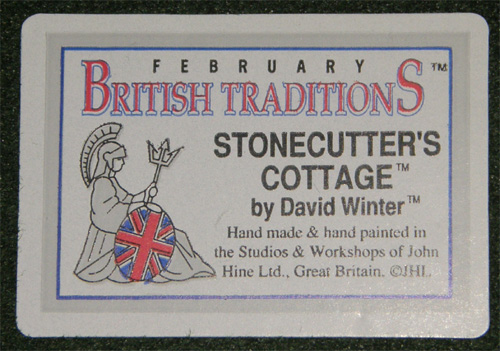 FEBRUARY
BRITISH TRADITIONS™
STONECUTTER'S
COTTAGE™
by David Winter™
Hand made & hand painted in
the Studios & Workshops of John
Hine Ltd., Great Britain. ©JHL